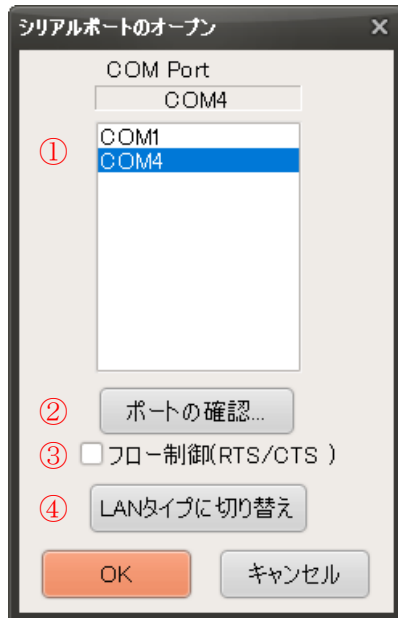 シリアルポートのオープン ×
COM Port
COM4
① COM1
COM4
② ポートの確認...
③ フロー制御(RTS/CTS )
④ LANタイプに切り替え
OK キャンセル